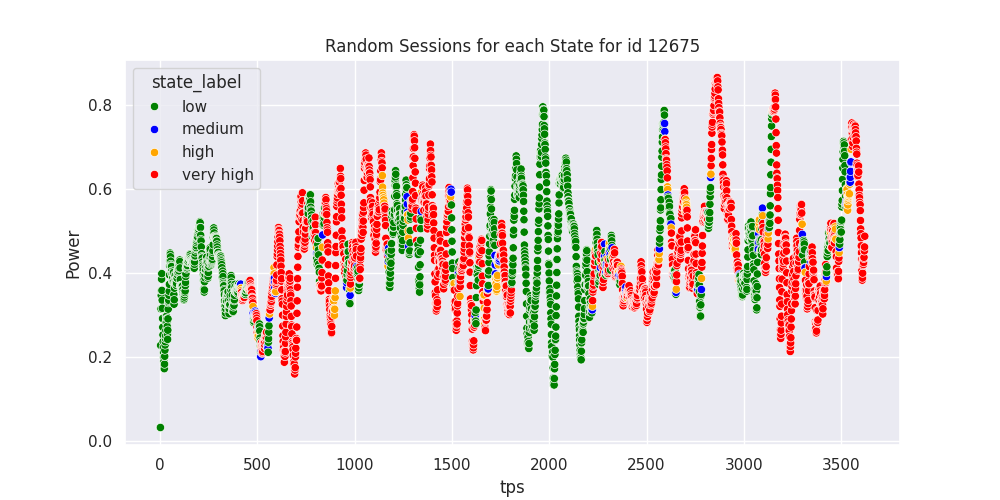 Random Sessions for each State for id 12675
state_label
low
medium
high
very high
Power
0.8
0.6
0.4
0.2
0.0
0 500 1000 1500 2000 2500 3000 3500
tps